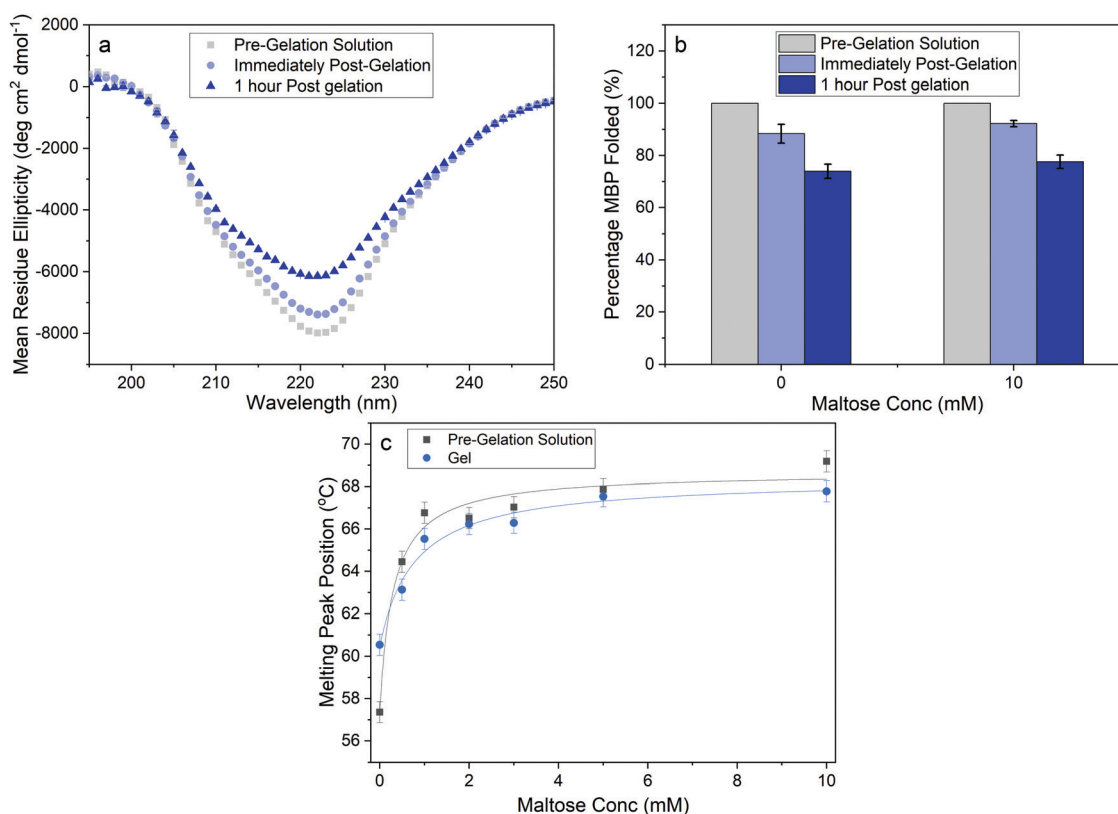 a
Pre-Gelation Solution
Immediately Post-Gelation
1 hour Post gelation
2000
0
-2000
-4000
-6000
-8000
Mean Residue Ellipticity (deg cm² dmol⁻¹)
200 210 220 230 240 250
Wavelength (nm)
b
Pre-Gelation Solution
Immediately Post-Gelation
1 hour Post gelation
120
100
80
60
40
20
0
Percentage MBP Folded (%)
0 10
Maltose Conc (mM)
c
Pre-Gelation Solution
Gel
70
68
66
64
62
60
58
56
Melting Peak Position (°C)
0 2 4 6 8 10
Maltose Conc (mM)